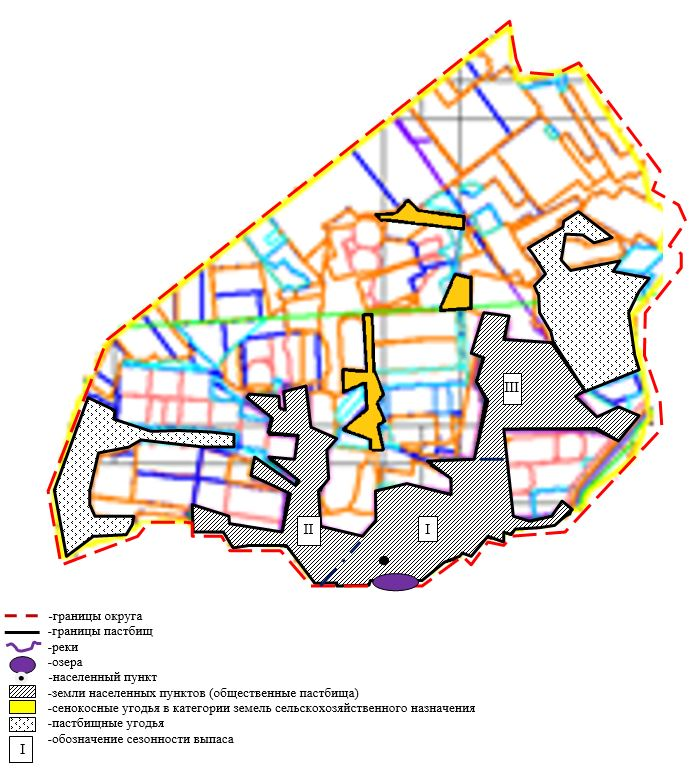 III
II
I
-границы округа
-границы пастбищ
-реки
-озера
-населенный пункт
-земли населенных пунктов (общественные пастбища)
-сенокосные угодья в категории земель сельскохозяйственного назначения
-пастбищные угодья
I -обозначение сезонности выпаса